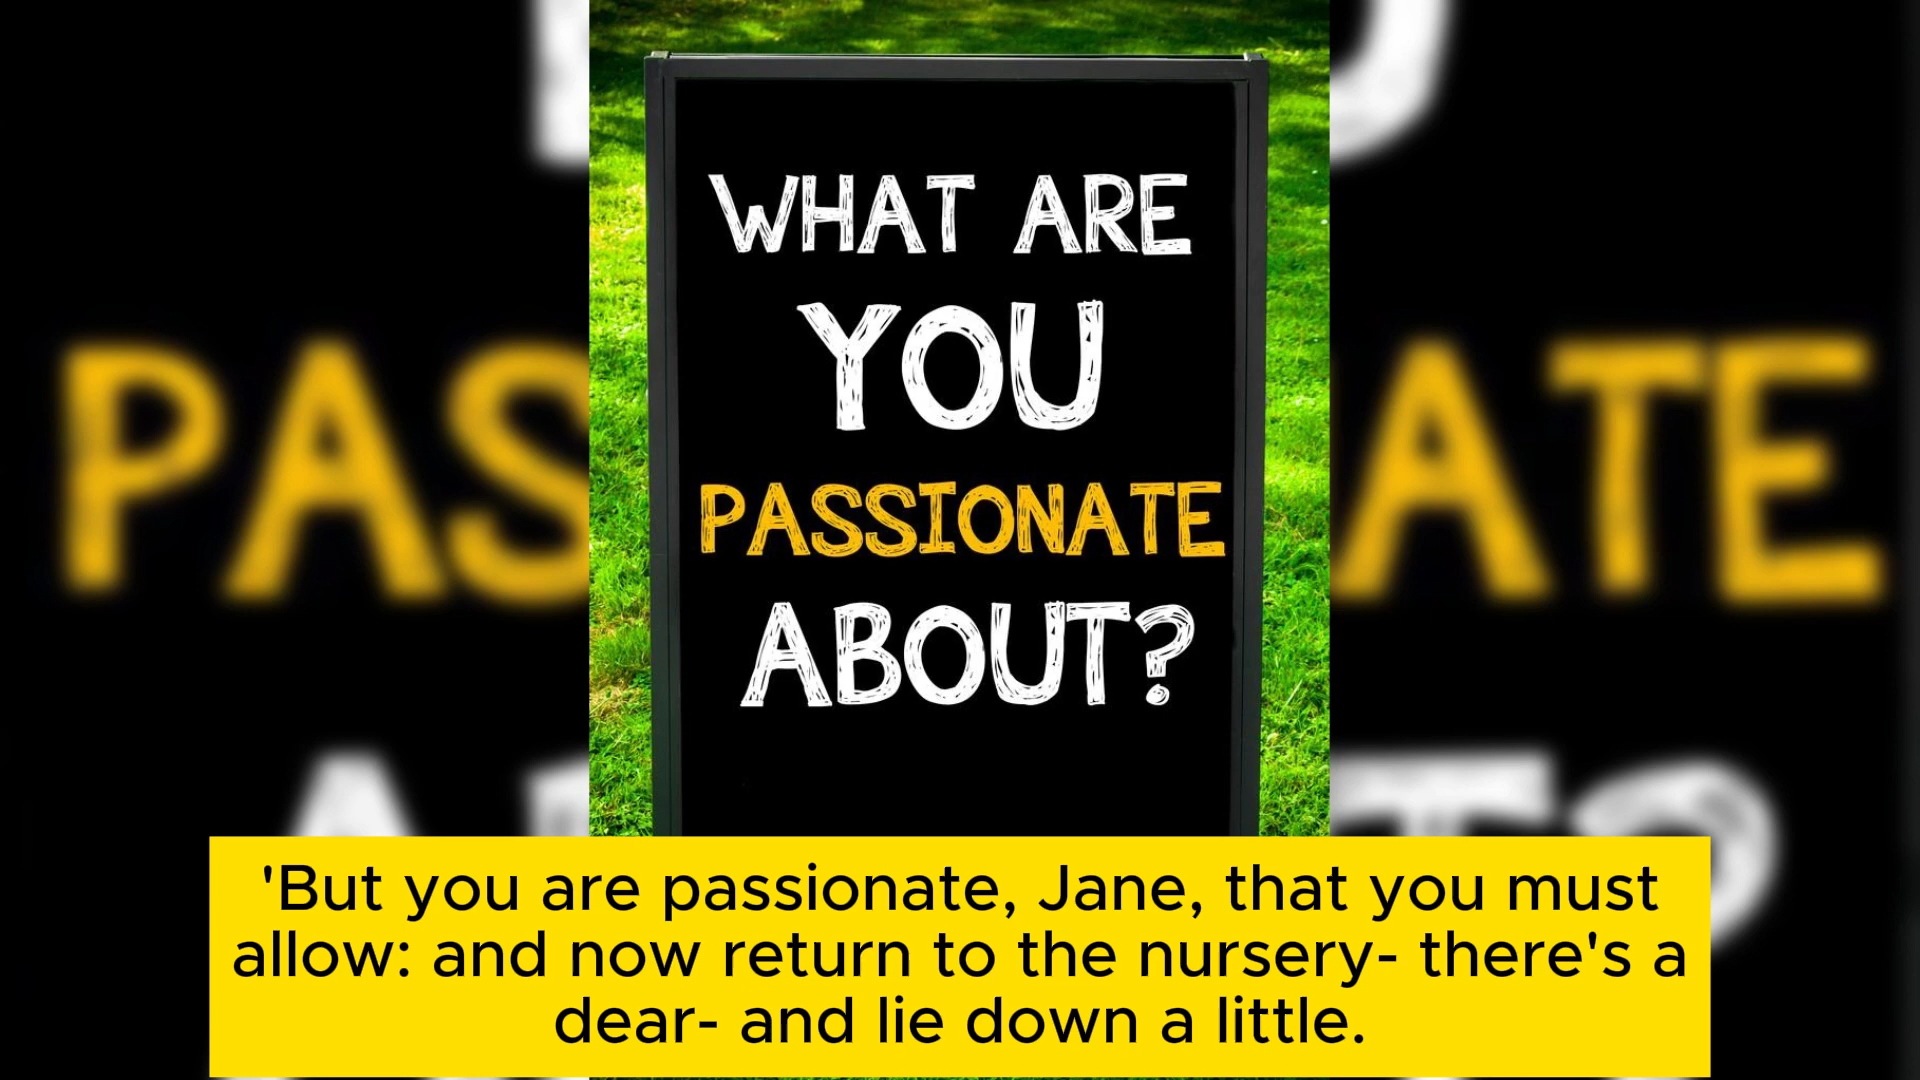 WHAT ARE
YOU
PASSIONATE
ABOUT?
'But you are passionate, Jane, that you must
allow: and now return to the nursery- there's a
dear- and lie down a little.